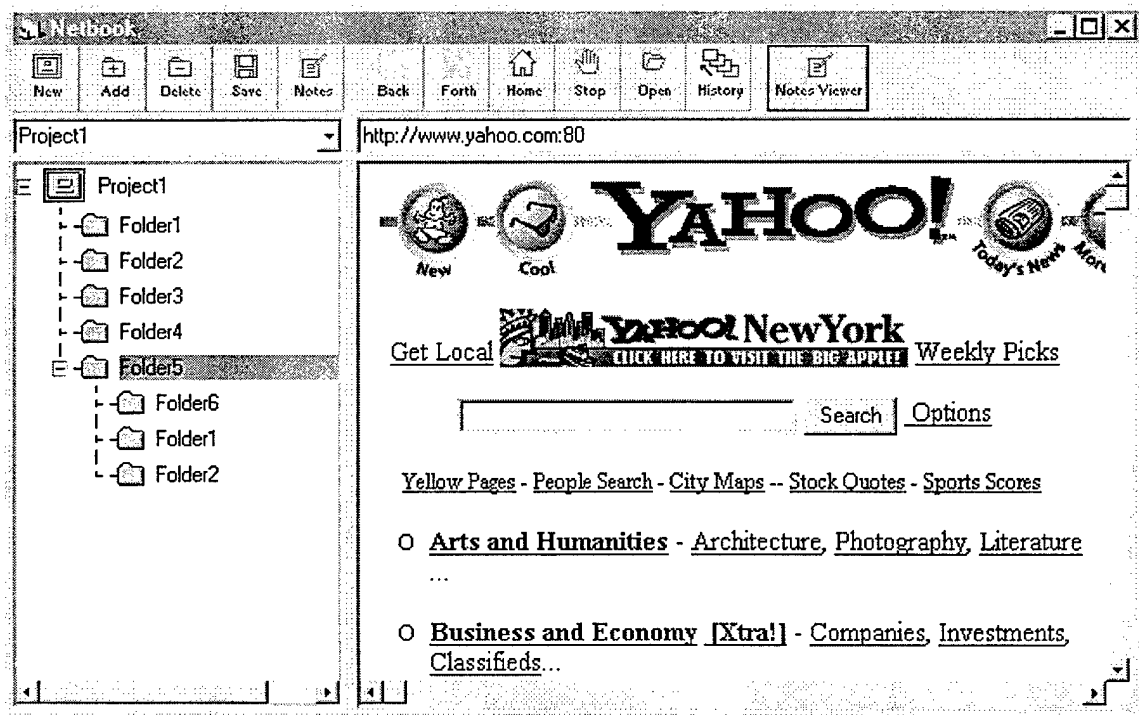 Netbook
New Add Delete Save Notes Back Forth Home Stop Open History Notes Viewer
Project1 http://www.yahoo.com:80
Project1
Folder1
Folder2
Folder3
Folder4
Folder5
Folder6
Folder1
Folder2
New Cool YAHOO! Today's News More
Get Local YAHOO! NewYork Weekly Picks
CLICK HERE TO VISIT THE BIG APPLE!
Search Options
Yellow Pages - People Search - City Maps -- Stock Quotes - Sports Scores
O Arts and Humanities - Architecture, Photography, Literature
...
O Business and Economy [Xtra!] - Companies, Investments,
Classifieds...